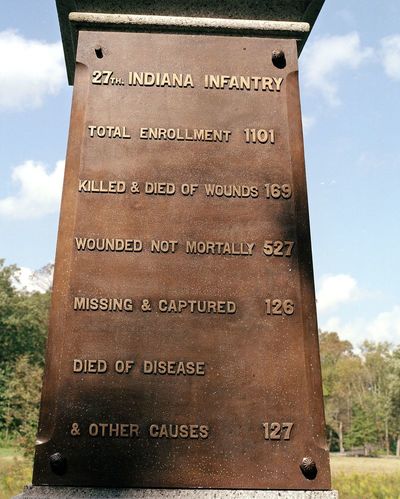 27TH. INDIANA INFANTRY
TOTAL ENROLLMENT 1101
KILLED & DIED OF WOUNDS 169
WOUNDED NOT MORTALLY 527
MISSING & CAPTURED 126
DIED OF DISEASE
& OTHER CAUSES 127